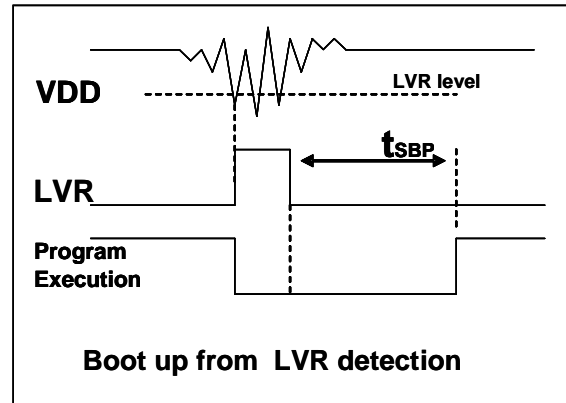 LVR level
VDD
tSBP
LVR
Program
Execution
Boot up from LVR detection